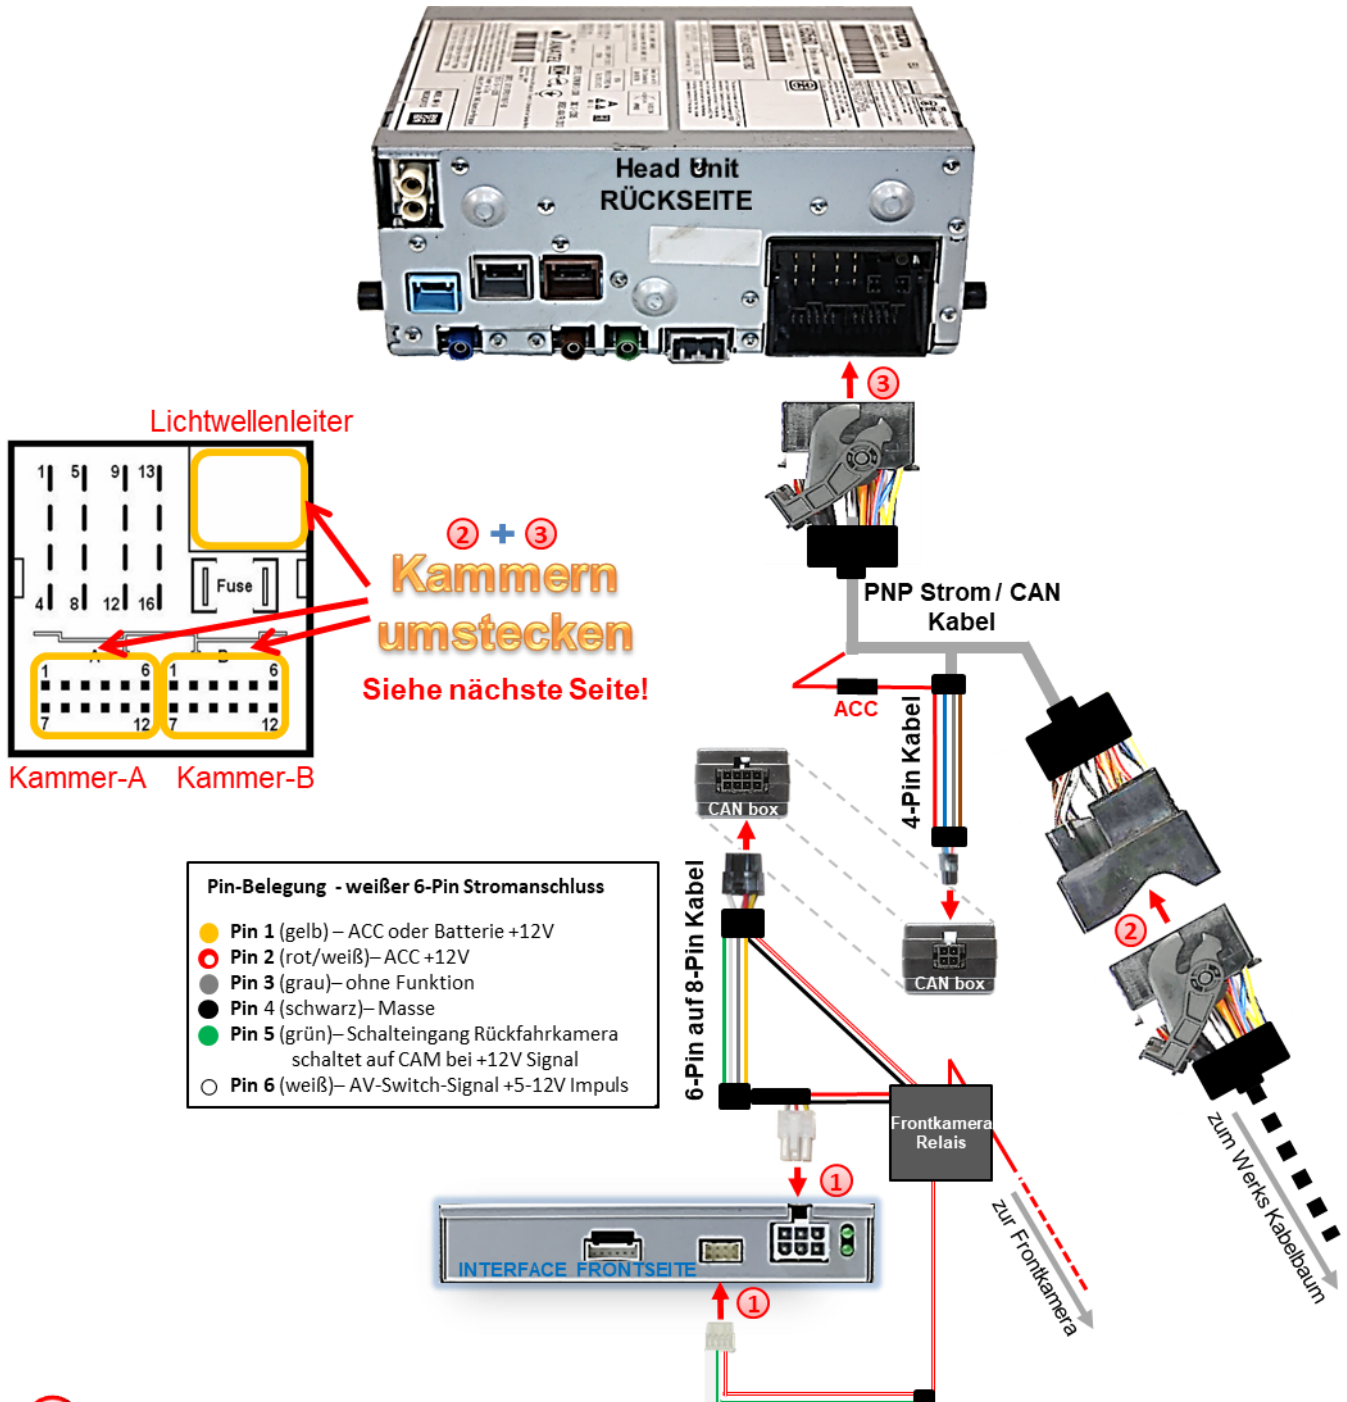 Head Unit
RÜCKSEITE
3
Lichtwellenleiter
1 5 9 13
4 8 12 16
Fuse
A B
1 6 1 6
7 12 7 12
Kammer-A Kammer-B
2 + 3
Kammern
umstecken
Siehe nächste Seite!
PNP Strom / CAN
Kabel
ACC
4-Pin Kabel
CAN box
CAN box
6-Pin auf 8-Pin Kabel
2
Pin-Belegung - weißer 6-Pin Stromanschluss
Pin 1 (gelb) – ACC oder Batterie +12V
Pin 2 (rot/weiß)– ACC +12V
Pin 3 (grau)– ohne Funktion
Pin 4 (schwarz)– Masse
Pin 5 (grün)– Schalteingang Rückfahrkamera
schaltet auf CAM bei +12V Signal
Pin 6 (weiß)– AV-Switch-Signal +5-12V Impuls
Frontkamera
Relais
zum Werks Kabelbaum
zur Frontkamera
1
INTERFACE FRONTSEITE
1